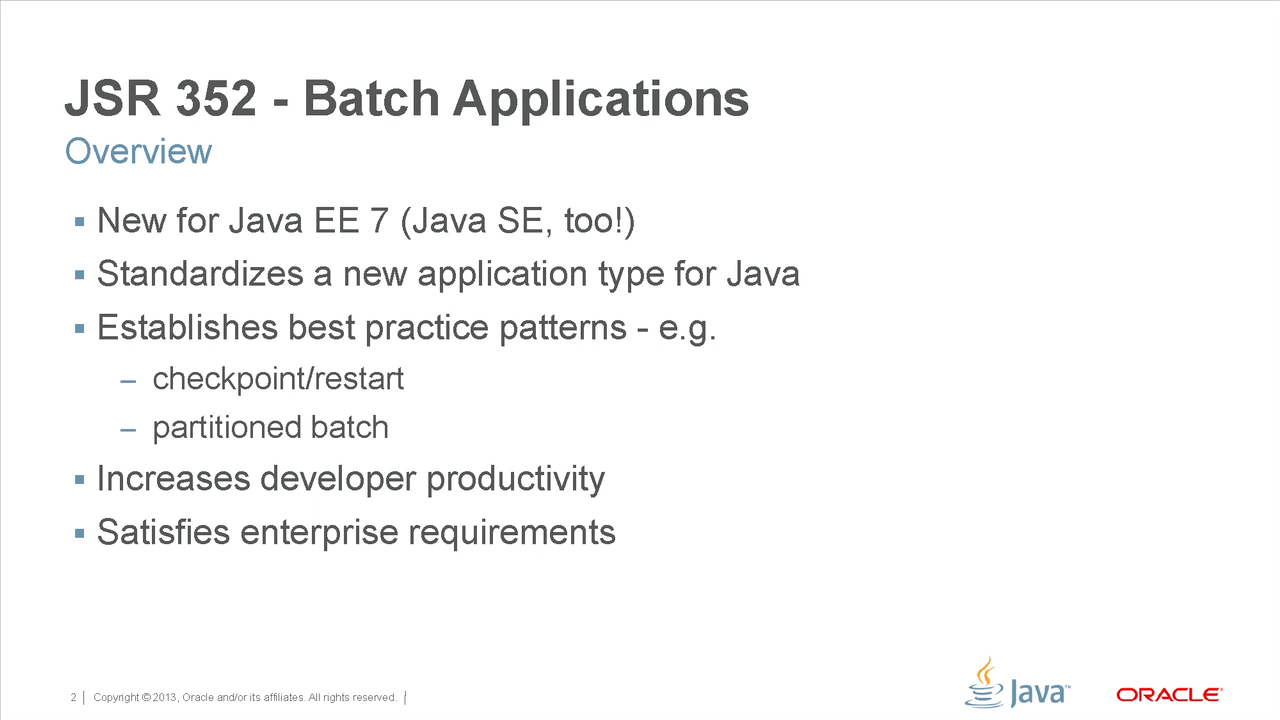 JSR 352 - Batch Applications
Overview
▪ New for Java EE 7 (Java SE, too!)
▪ Standardizes a new application type for Java
▪ Establishes best practice patterns - e.g.
– checkpoint/restart
– partitioned batch
▪ Increases developer productivity
▪ Satisfies enterprise requirements
2 | Copyright © 2013, Oracle and/or its affiliates. All rights reserved. |
Java™
ORACLE®